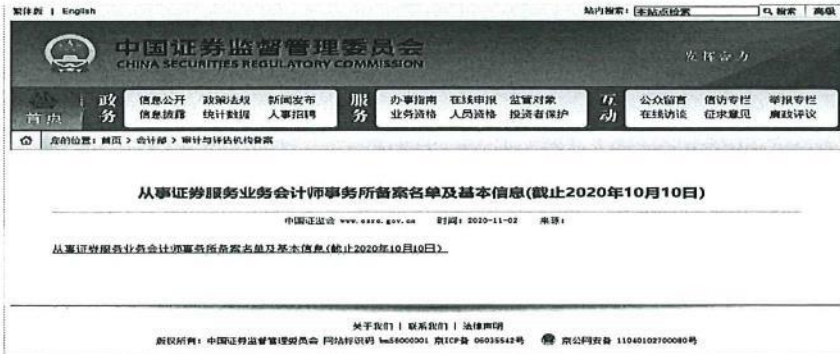 繁体版 | English
站内搜索: 本站点检索 搜索 高级
中国证券监督管理委员会
CHINA SECURITIES REGULATORY COMMISSION
首页
政务
信息公开 政策法规 新闻发布
信息披露 统计数据 人事招聘
服务
办事指南 在线申报 监管对象
业务资格 人员资格 投资者保护
互动
公众留言 信访专栏 举报专栏
在线访谈 征求意见 廉政评议
您的位置: 首页 > 会计部 > 审计与评估机构备案
从事证券服务业务会计师事务所备案名单及基本信息(截止2020年10月10日)
中国证监会 www.csrc.gov.cn 时间: 2020-11-02 来源:
从事证券服务业务会计师事务所备案名单及基本信息(截止2020年10月10日)
关于我们 | 联系我们 | 法律声明
版权所有: 中国证券监督管理委员会 网站标识码 bm56000001 京ICP备 05035542号 京公网安备 11040102700080号